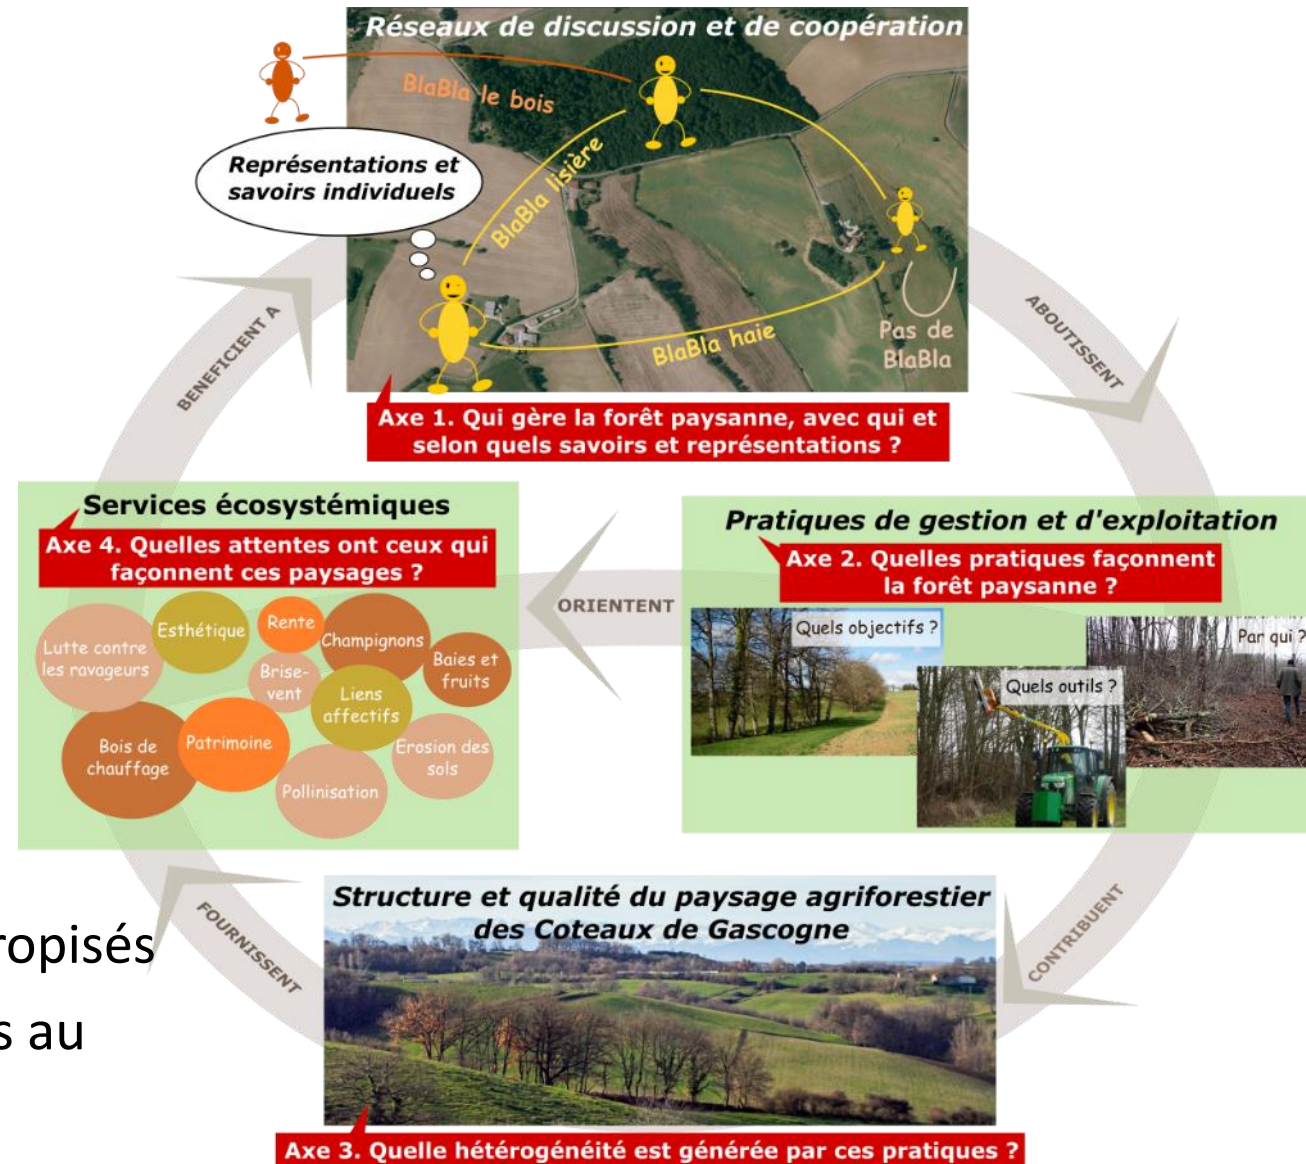 Réseaux de discussion et de coopération
BlaBla le bois
Représentations et
savoirs individuels
BlaBla lisière
BlaBla haie
Pas de
BlaBla
Axe 1. Qui gère la forêt paysanne, avec qui et
selon quels savoirs et représentations ?
BENEFICIENT A
ABOUTISSENT
Services écosystémiques
Axe 4. Quelles attentes ont ceux qui
façonnent ces paysages ?
Lutte contre
les ravageurs
Esthétique
Rente
Champignons
Baies et
fruits
Brise-
vent
Liens
affectifs
Bois de
chauffage
Patrimoine
Pollinisation
Erosion des
sols
ORIENTENT
Pratiques de gestion et d'exploitation
Axe 2. Quelles pratiques façonnent
la forêt paysanne ?
Quels objectifs ?
Quels outils ?
Par qui ?
FOURNISSENT
CONTRIBUENT
Structure et qualité du paysage agriforestier
des Coteaux de Gascogne
Axe 3. Quelle hétérogénéité est générée par ces pratiques ?
ropisés
s au